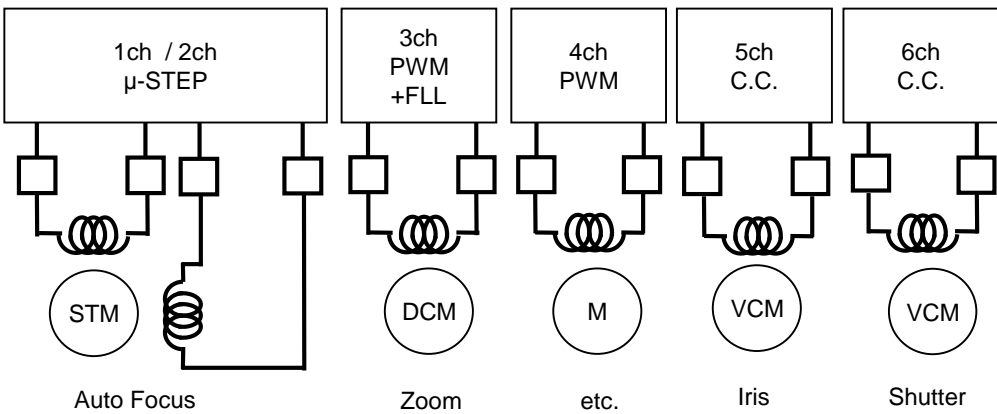 1ch / 2ch
µ-STEP
3ch
PWM
+FLL
4ch
PWM
5ch
C.C.
6ch
C.C.
STM
DCM
M
VCM
VCM
Auto Focus
Zoom
etc.
Iris
Shutter